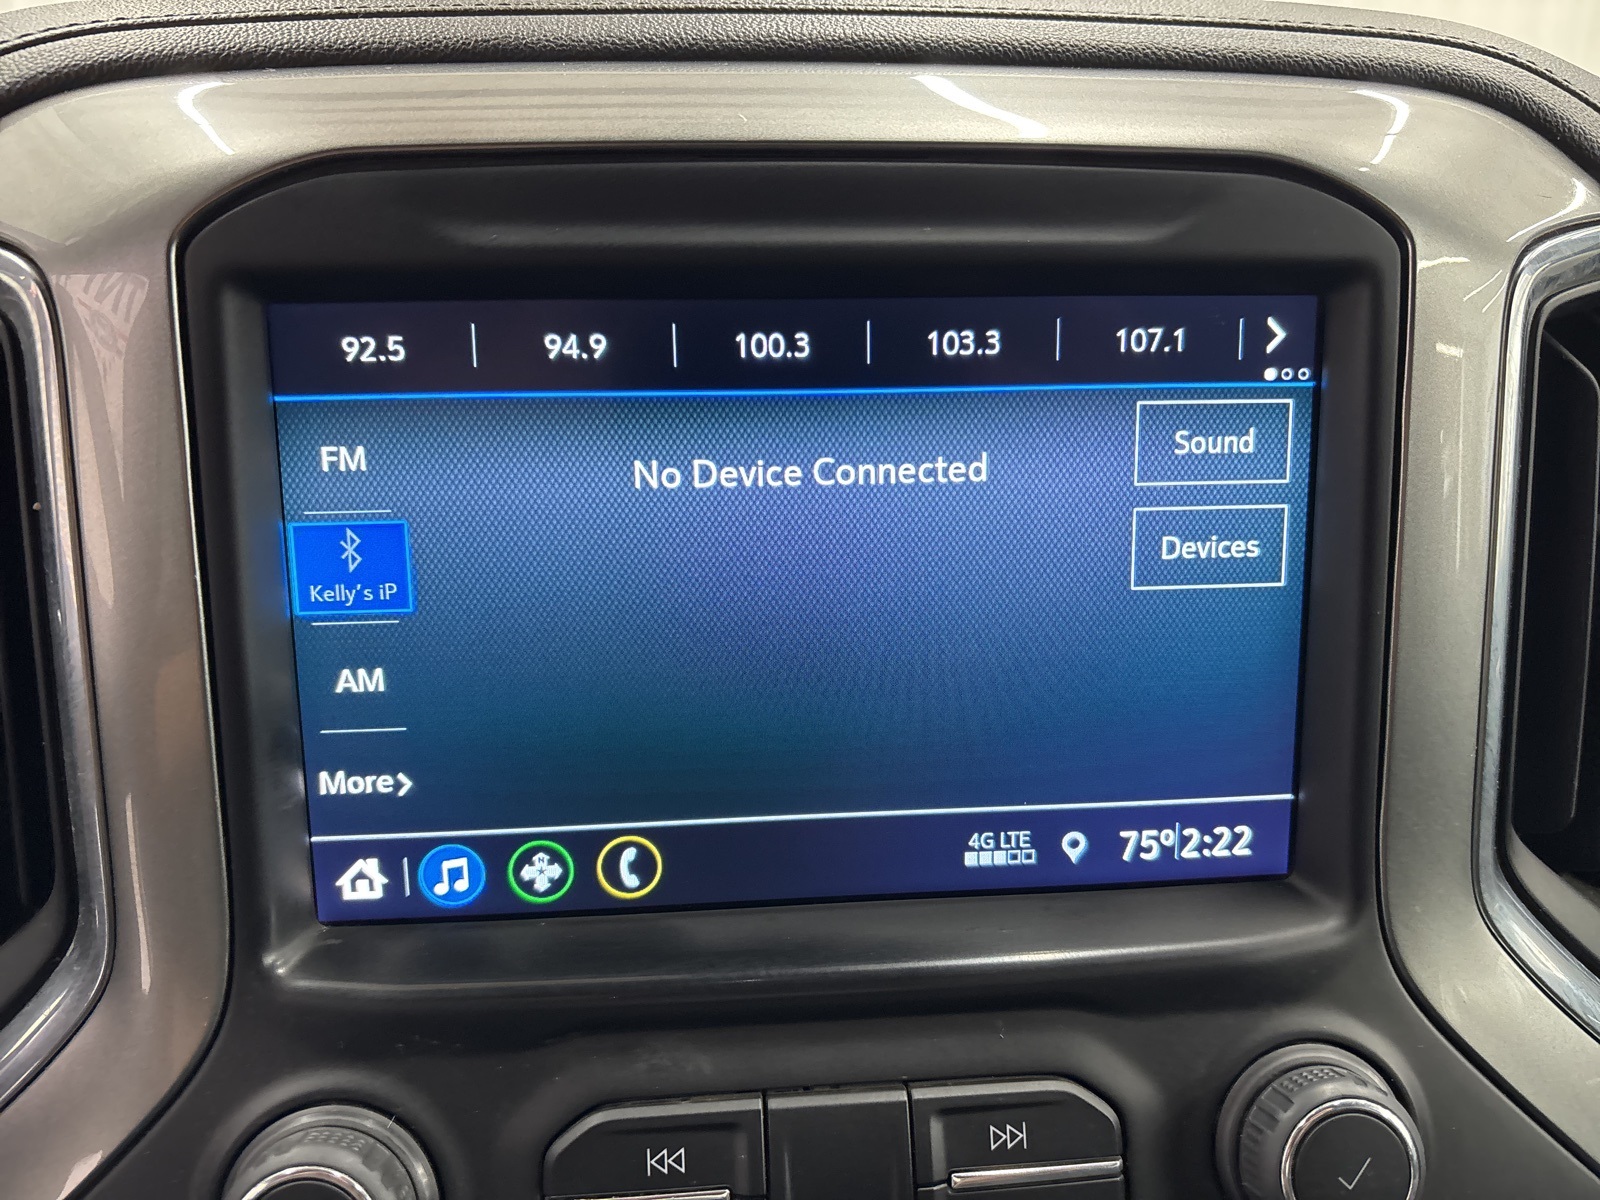 92.5 94.9 100.3 103.3 107.1
FM
No Device Connected
Sound
Kelly's iP
Devices
AM
More
4G LTE
75º 2:22
N